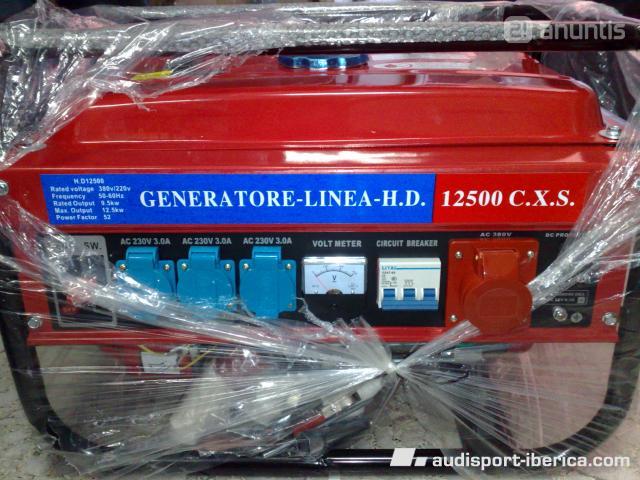 anuntis
H.D12500
Rated voltage 380v/220v
Frequency 50-60Hz
Rated Output 9.5kw
Max. Output 12.5kw
Power Factor 52
GENERATORE-LINEA-H.D. 12500 C.X.S.
SW.
AC 230V 3.0A AC 230V 3.0A AC 230V 3.0A
VOLT METER
CIRCUIT BREAKER
AC 380V
V
audisport-iberica.com